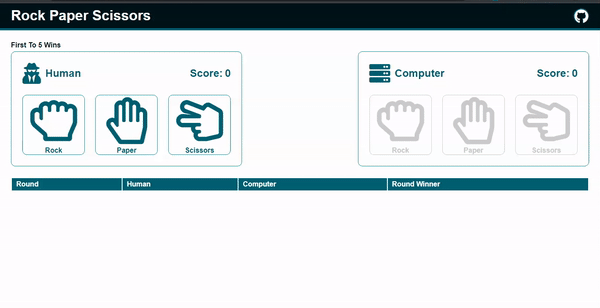 Rock Paper Scissors
First To 5 Wins
Human Score: 0
Rock Paper Scissors
Computer Score: 0
Rock Paper Scissors
Round Human Computer Round Winner